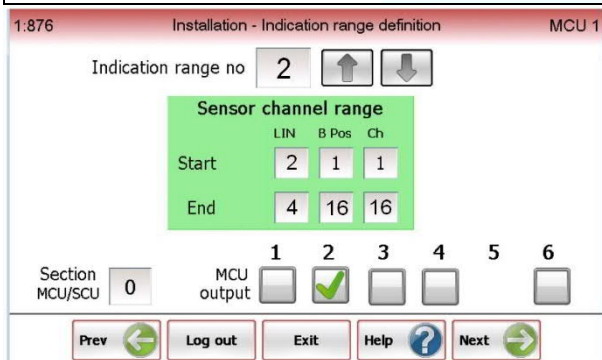 1:876 Installation - Indication range definition MCU 1
Indication range no 2
Sensor channel range
LIN B Pos Ch
Start 2 1 1
End 4 16 16
1 2 3 4 5 6
Section MCU/SCU 0 MCU output
Prev Log out Exit Help ? Next